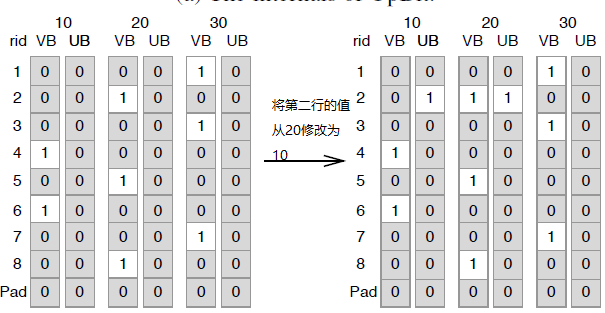 10 20 30 10 20 30
rid VB UB VB UB VB UB rid VB UB VB UB VB UB
1 0 0 0 0 1 0 1 0 0 0 0 1 0
2 0 0 1 0 0 0 2 0 1 1 1 0 0
将第二行的值
3 0 0 0 0 1 0 3 0 0 0 0 1 0
从20修改为
4 1 0 0 0 0 0 4 1 0 0 0 0 0
10
5 0 0 1 0 0 0 5 0 0 1 0 0 0
6 1 0 0 0 0 0 6 1 0 0 0 0 0
7 0 0 0 0 1 0 7 0 0 0 0 1 0
8 0 0 1 0 0 0 8 0 0 1 0 0 0
Pad 0 0 0 0 0 0 Pad 0 0 0 0 0 0